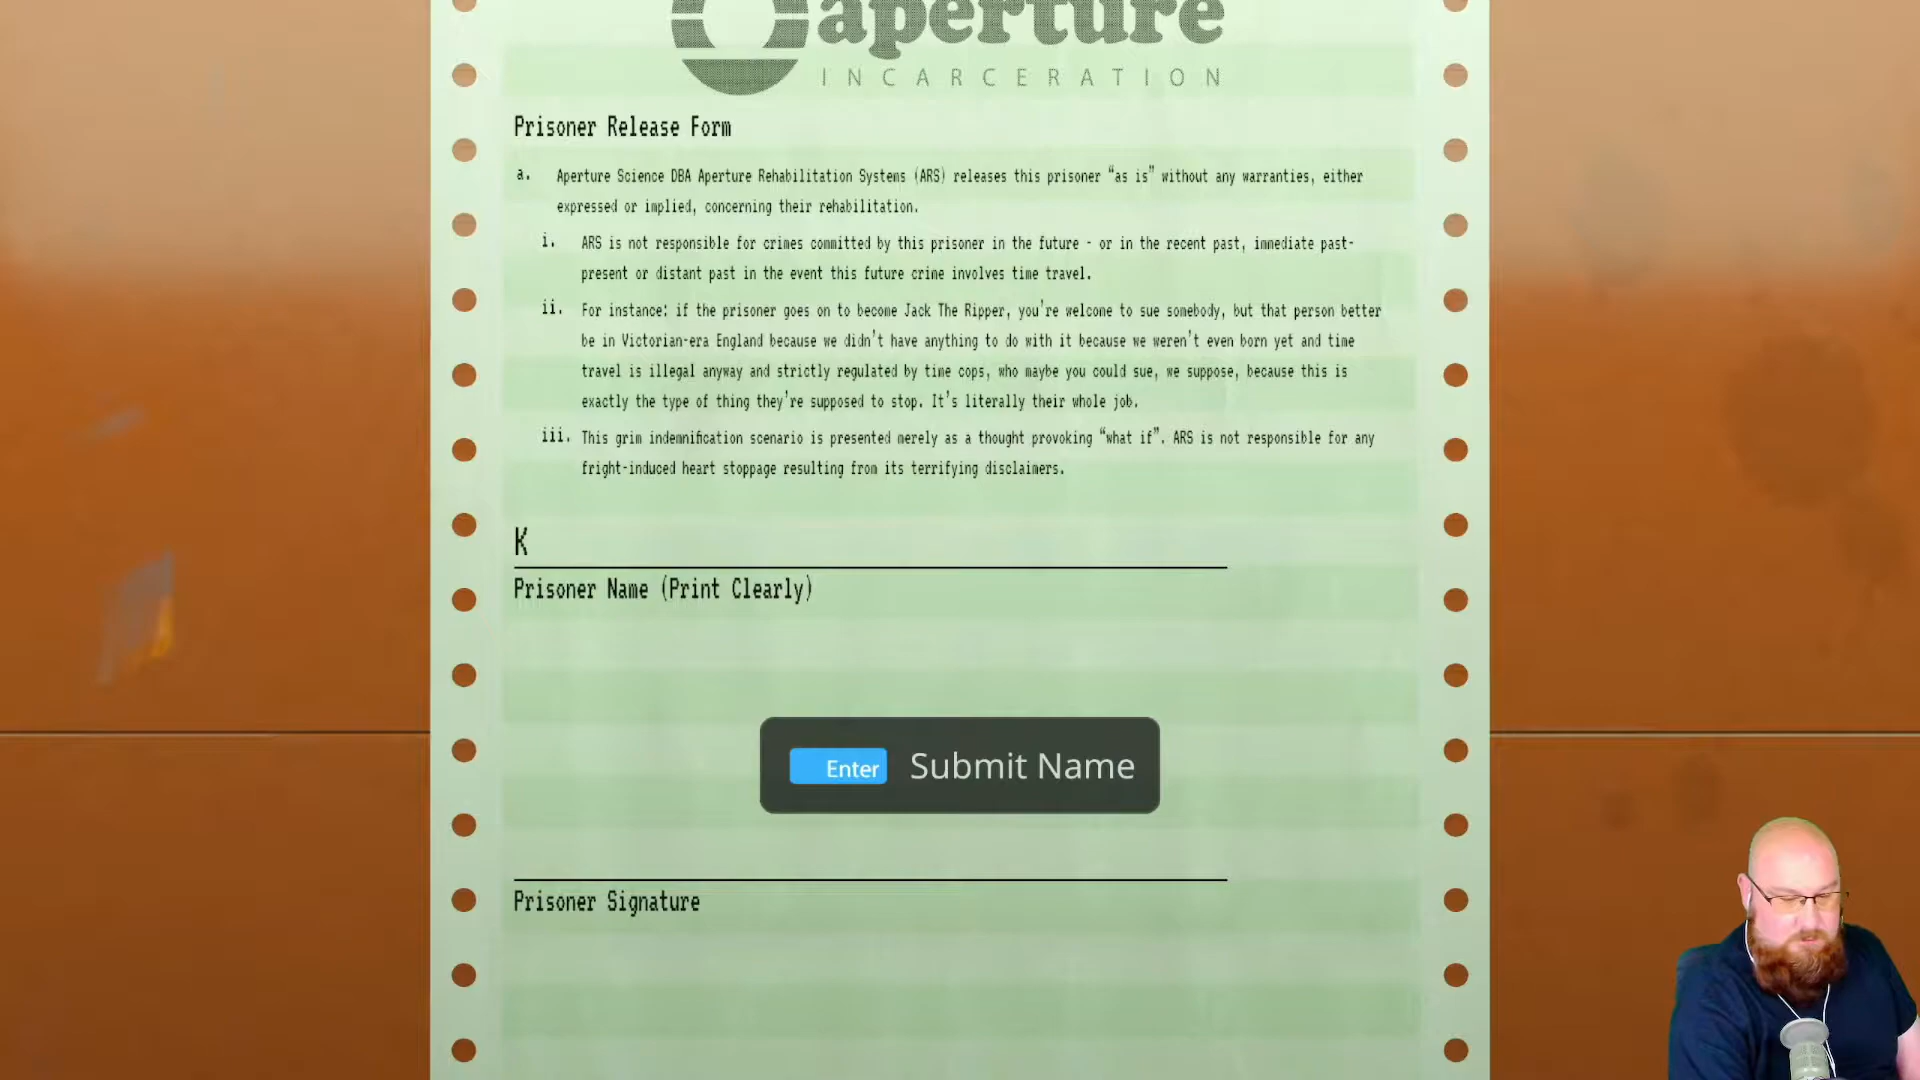 aperture
INCARCERATION
Prisoner Release Form
a. Aperture Science DBA Aperture Rehabilitation Systems (ARS) releases this prisoner “as is” without any warranties, either
expressed or implied, concerning their rehabilitation.
i. ARS is not responsible for crimes committed by this prisoner in the future - or in the recent past, immediate past-
present or distant past in the event this future crime involves time travel.
ii. For instance: if the prisoner goes on to become Jack The Ripper, you're welcome to sue somebody, but that person better
be in Victorian-era England because we didn't have anything to do with it because we weren't even born yet and time
travel is illegal anyway and strictly regulated by time cops, who maybe you could sue, we suppose, because this is
exactly the type of thing they're supposed to stop. It's literally their whole job.
iii. This grim indemnification scenario is presented merely as a thought provoking “what if”. ARS is not responsible for any
fright-induced heart stoppage resulting from its terrifying disclaimers.
K
Prisoner Name (Print Clearly)
Enter Submit Name
Prisoner Signature